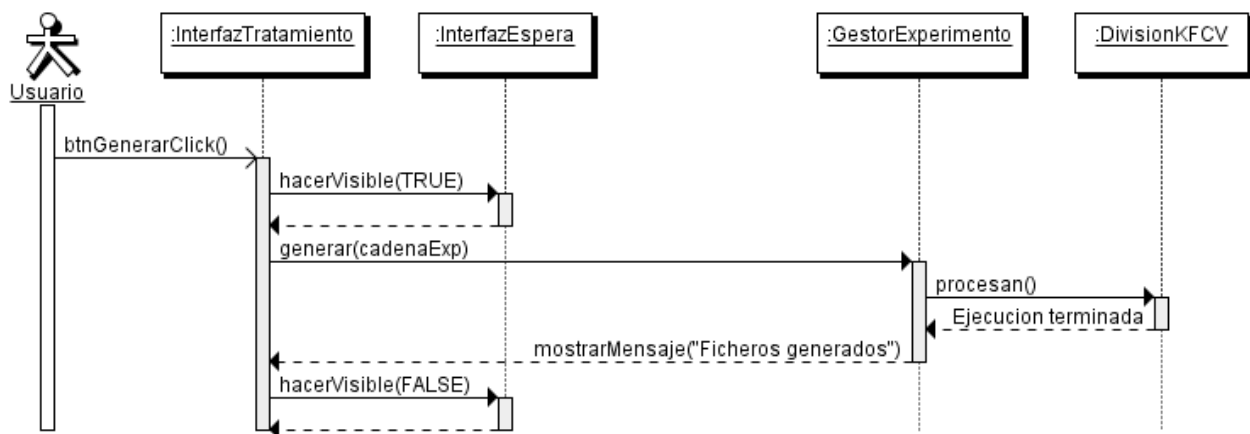 :InterfazTratamiento
:InterfazEspera
:GestorExperimento
:DivisionKFCV
Usuario
btnGenerarClick()
hacerVisible(TRUE)
generar(cadenaExp)
procesan()
Ejecucion terminada
mostrarMensaje("Ficheros generados")
hacerVisible(FALSE)